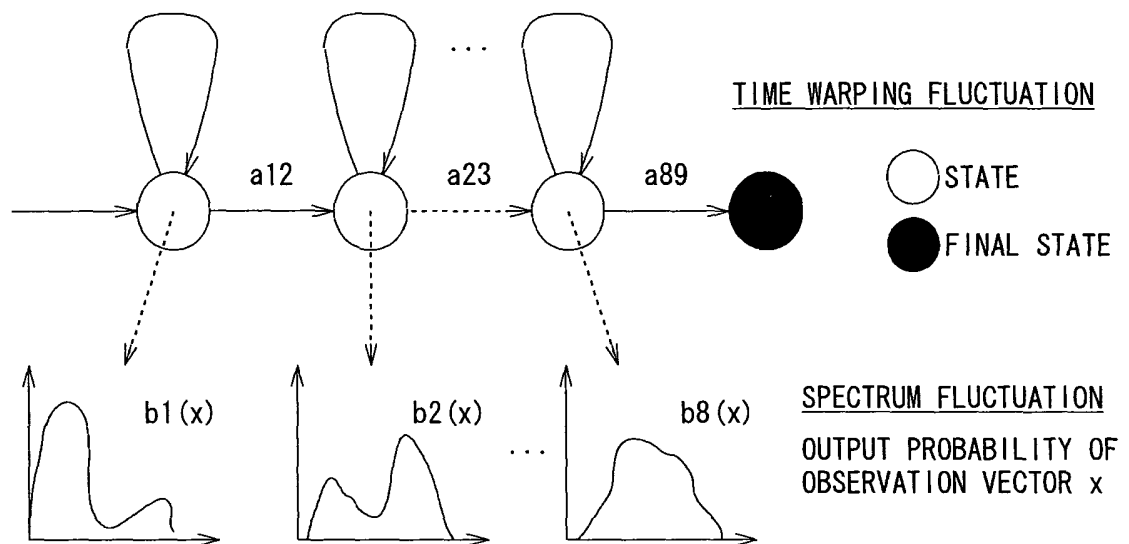 ...
TIME WARPING FLUCTUATION
a12
a23
a89
STATE
FINAL STATE
b1(x)
b2(x)
...
b8(x)
SPECTRUM FLUCTUATION
OUTPUT PROBABILITY OF
OBSERVATION VECTOR x